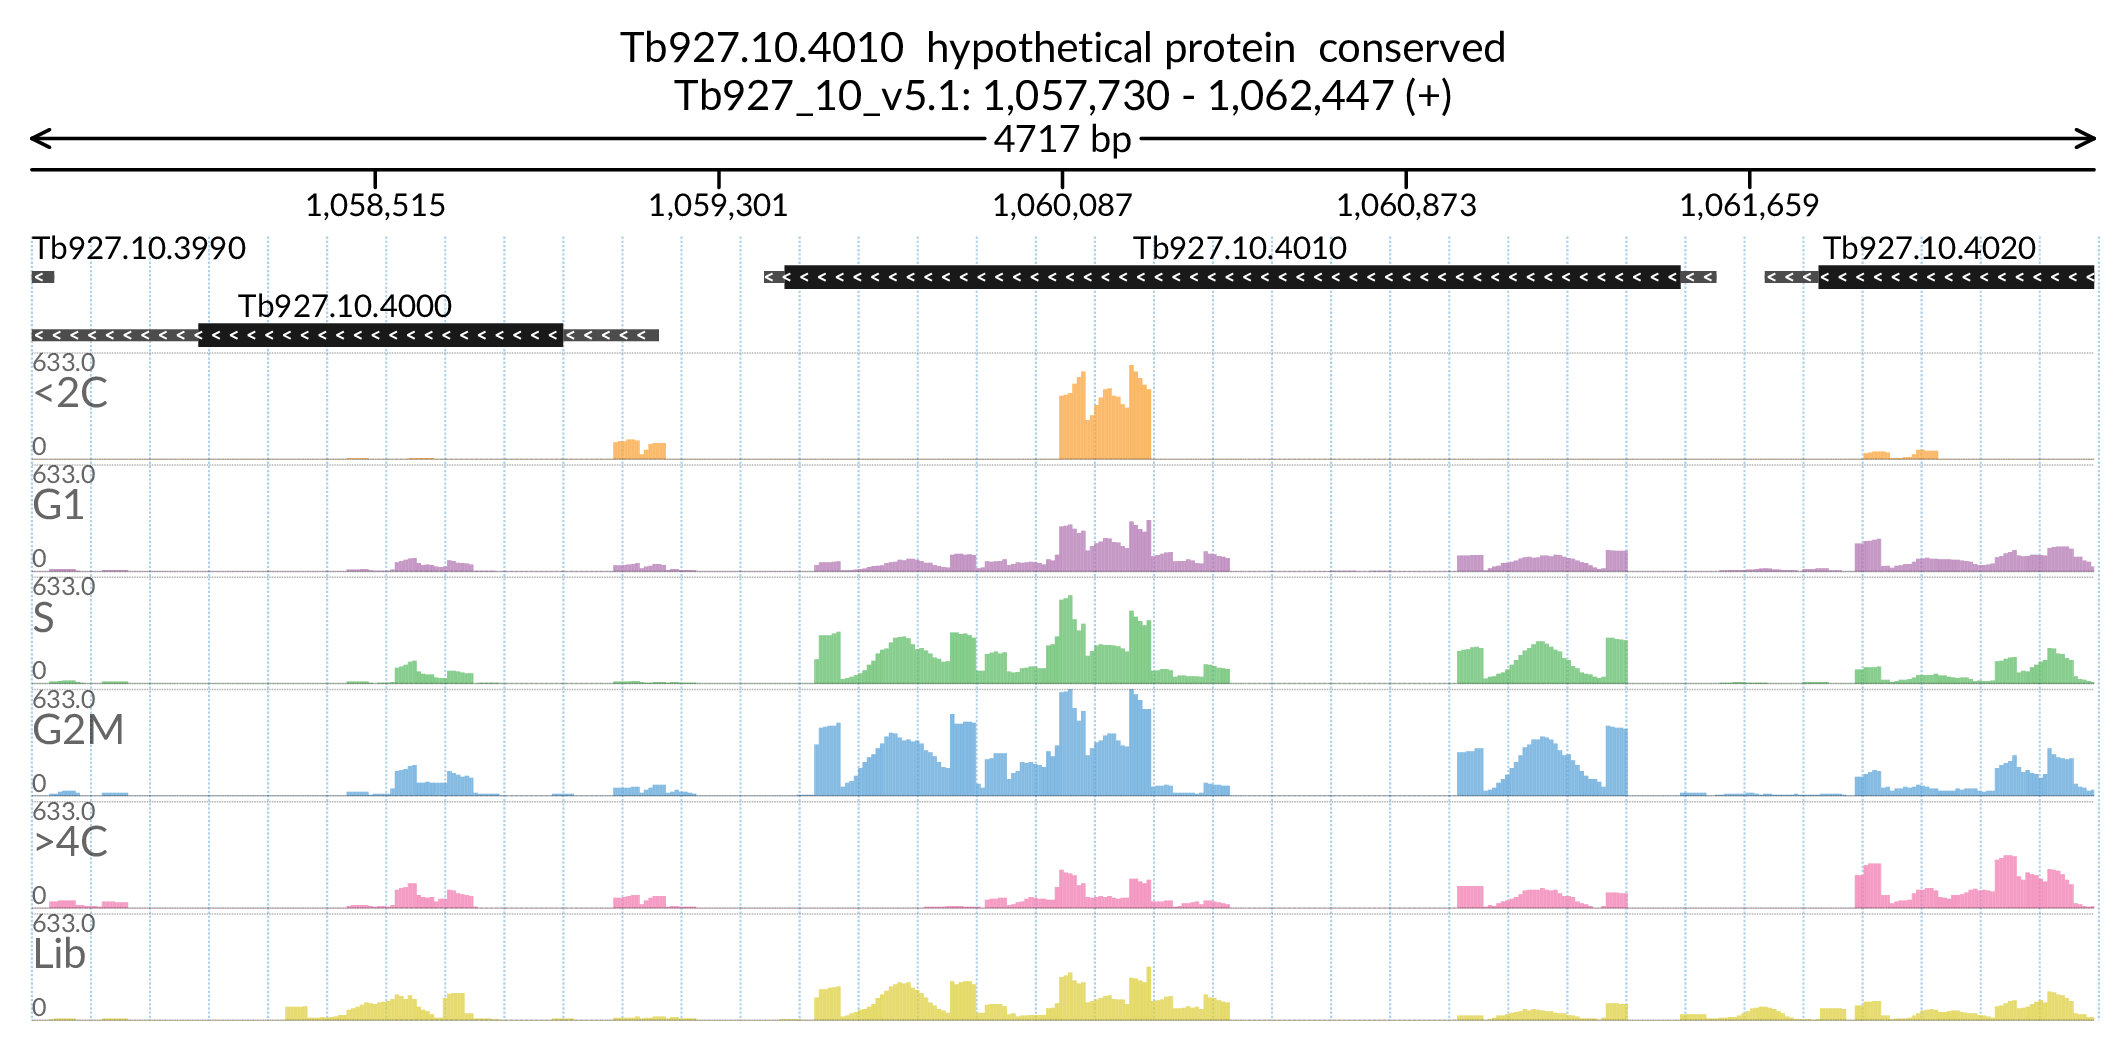 Tb927.10.4010 hypothetical protein conserved
Tb927_10_v5.1: 1,057,730 - 1,062,447 (+)
4717 bp
1,058,515 1,059,301 1,060,087 1,060,873 1,061,659
Tb927.10.3990 Tb927.10.4010 Tb927.10.4020
Tb927.10.4000
633.0
<2C
0
633.0
G1
0
633.0
S
0
633.0
G2M
0
633.0
>4C
0
633.0
Lib
0